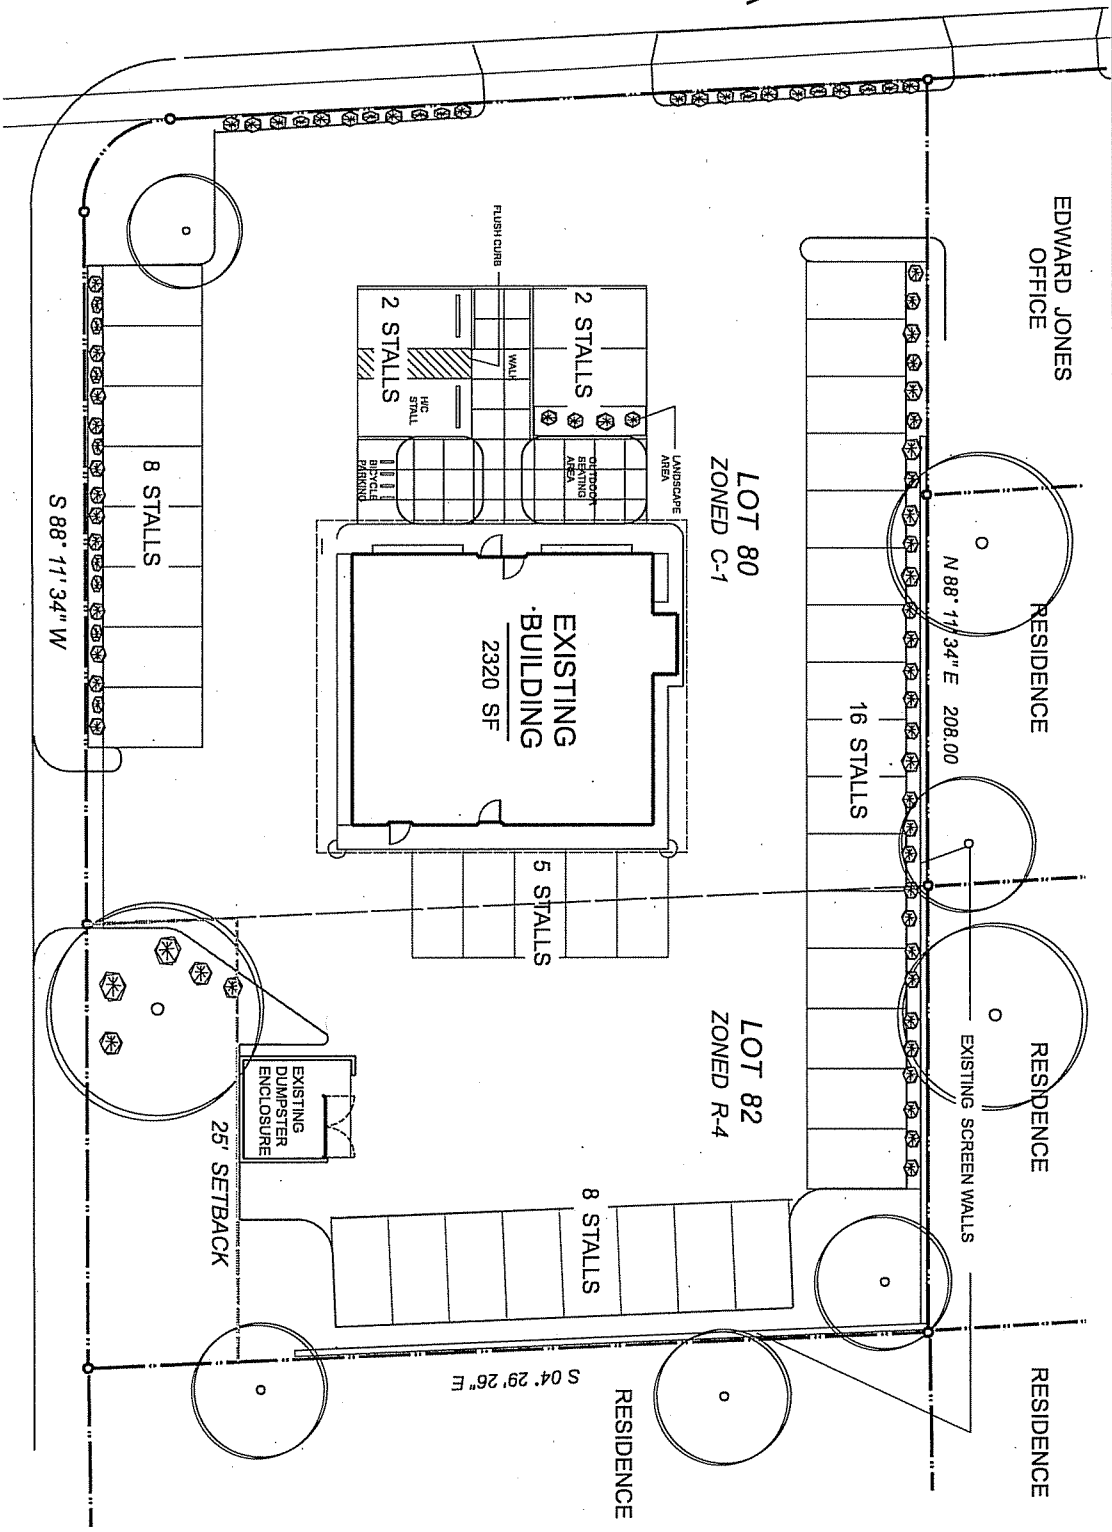 EDWARD JONES
OFFICE
RESIDENCE
RESIDENCE
RESIDENCE
N 88° 11' 34" E 208.00
EXISTING SCREEN WALLS
16 STALLS
LOT 80
ZONED C-1
LOT 82
ZONED R-4
LANDSCAPE
AREA
2 STALLS
OUTDOOR
SEATING
AREA
WALK
FLUSH CURB
2 STALLS
H/C
STALL
BICYCLE
PARKING
EXISTING
BUILDING
2320 SF
5 STALLS
8 STALLS
RESIDENCE
S 04° 29' 26" E
EXISTING
DUMPSTER
ENCLOSURE
25' SETBACK
8 STALLS
S 88° 11' 34" W